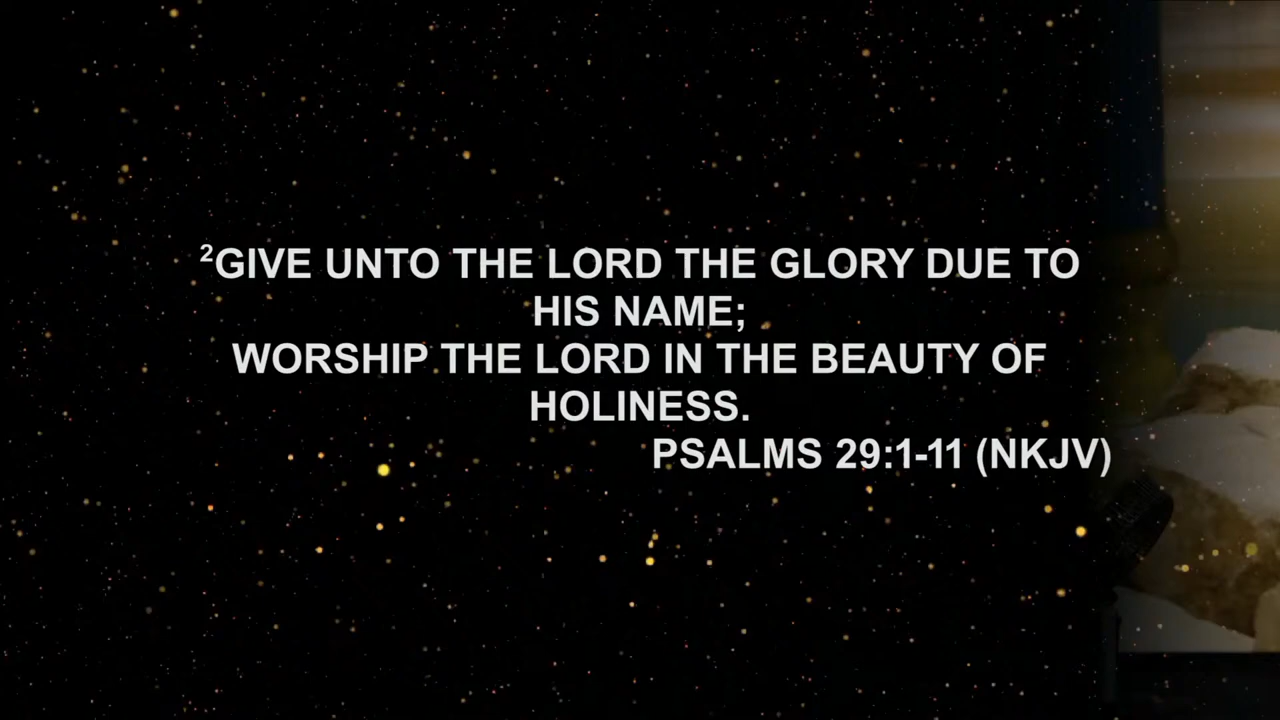 ²GIVE UNTO THE LORD THE GLORY DUE TO
HIS NAME;
WORSHIP THE LORD IN THE BEAUTY OF
HOLINESS.
PSALMS 29:1-11 (NKJV)